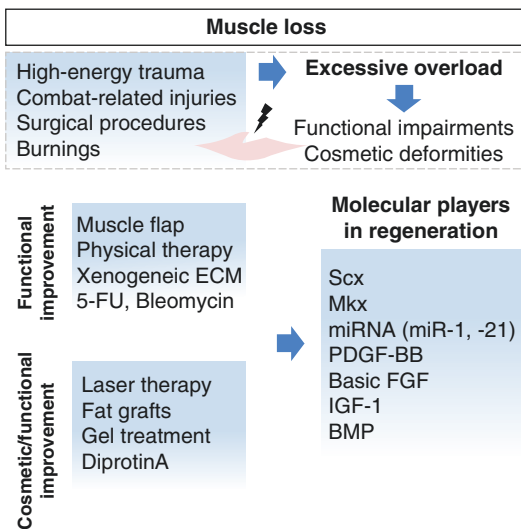 Muscle loss
High-energy trauma
Combat-related injuries
Surgical procedures
Burnings
Excessive overload
Functional impairments
Cosmetic deformities
Functional
improvement
Muscle flap
Physical therapy
Xenogeneic ECM
5-FU, Bleomycin
Cosmetic/functional
improvement
Laser therapy
Fat grafts
Gel treatment
DiprotinA
Molecular players
in regeneration
Scx
Mkx
miRNA (miR-1, -21)
PDGF-BB
Basic FGF
IGF-1
BMP